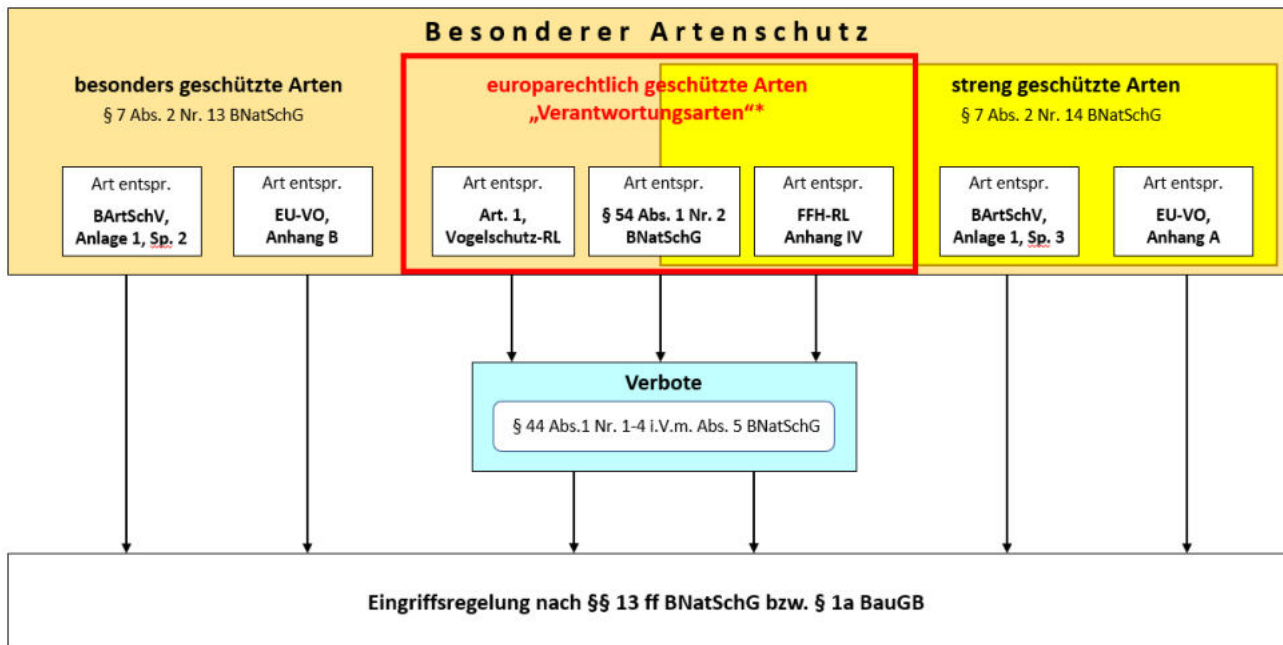 Besonderer Artenschutz
besonders geschützte Arten
§ 7 Abs. 2 Nr. 13 BNatSchG
europarechtlich geschützte Arten
„Verantwortungsarten“*
streng geschützte Arten
§ 7 Abs. 2 Nr. 14 BNatSchG
Art entspr.
BArtSchV,
Anlage 1, Sp. 2
Art entspr.
EU-VO,
Anhang B
Art entspr.
Art. 1,
Vogelschutz-RL
Art entspr.
§ 54 Abs. 1 Nr. 2
BNatSchG
Art entspr.
FFH-RL
Anhang IV
Art entspr.
BArtSchV,
Anlage 1, Sp. 3
Art entspr.
EU-VO,
Anhang A
Verbote
§ 44 Abs.1 Nr. 1-4 i.V.m. Abs. 5 BNatSchG
Eingriffsregelung nach §§ 13 ff BNatSchG bzw. § 1a BauGB